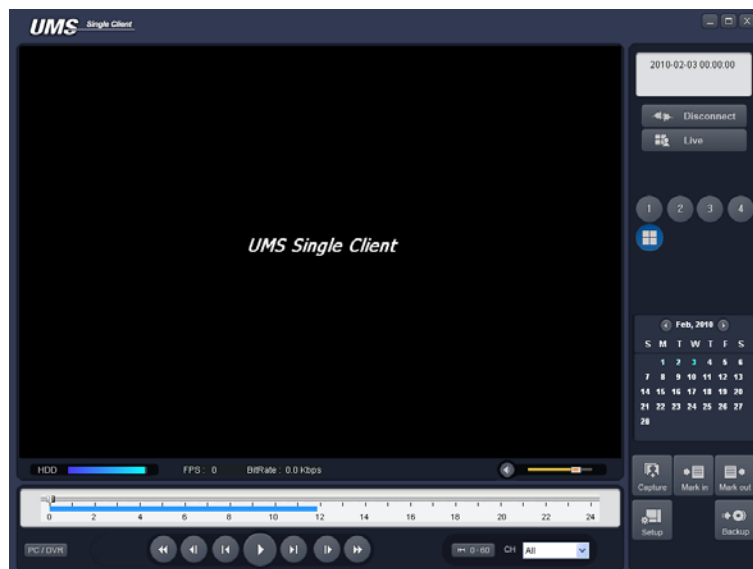 UMS Single Client
2010-02-03 00:00:00
Disconnect
Live
1 2 3 4
UMS Single Client
Feb, 2010
S M T W T F S
1 2 3 4 5 6
7 8 9 10 11 12 13
14 15 16 17 18 19 20
21 22 23 24 25 26 27
28
HDD FPS : 0 BitRate : 0.0 Kbps
Capture Mark in Mark out
0 2 4 6 8 10 12 14 16 18 20 22 24
Setup Backup
PC / DVR 0 - 60 CH All